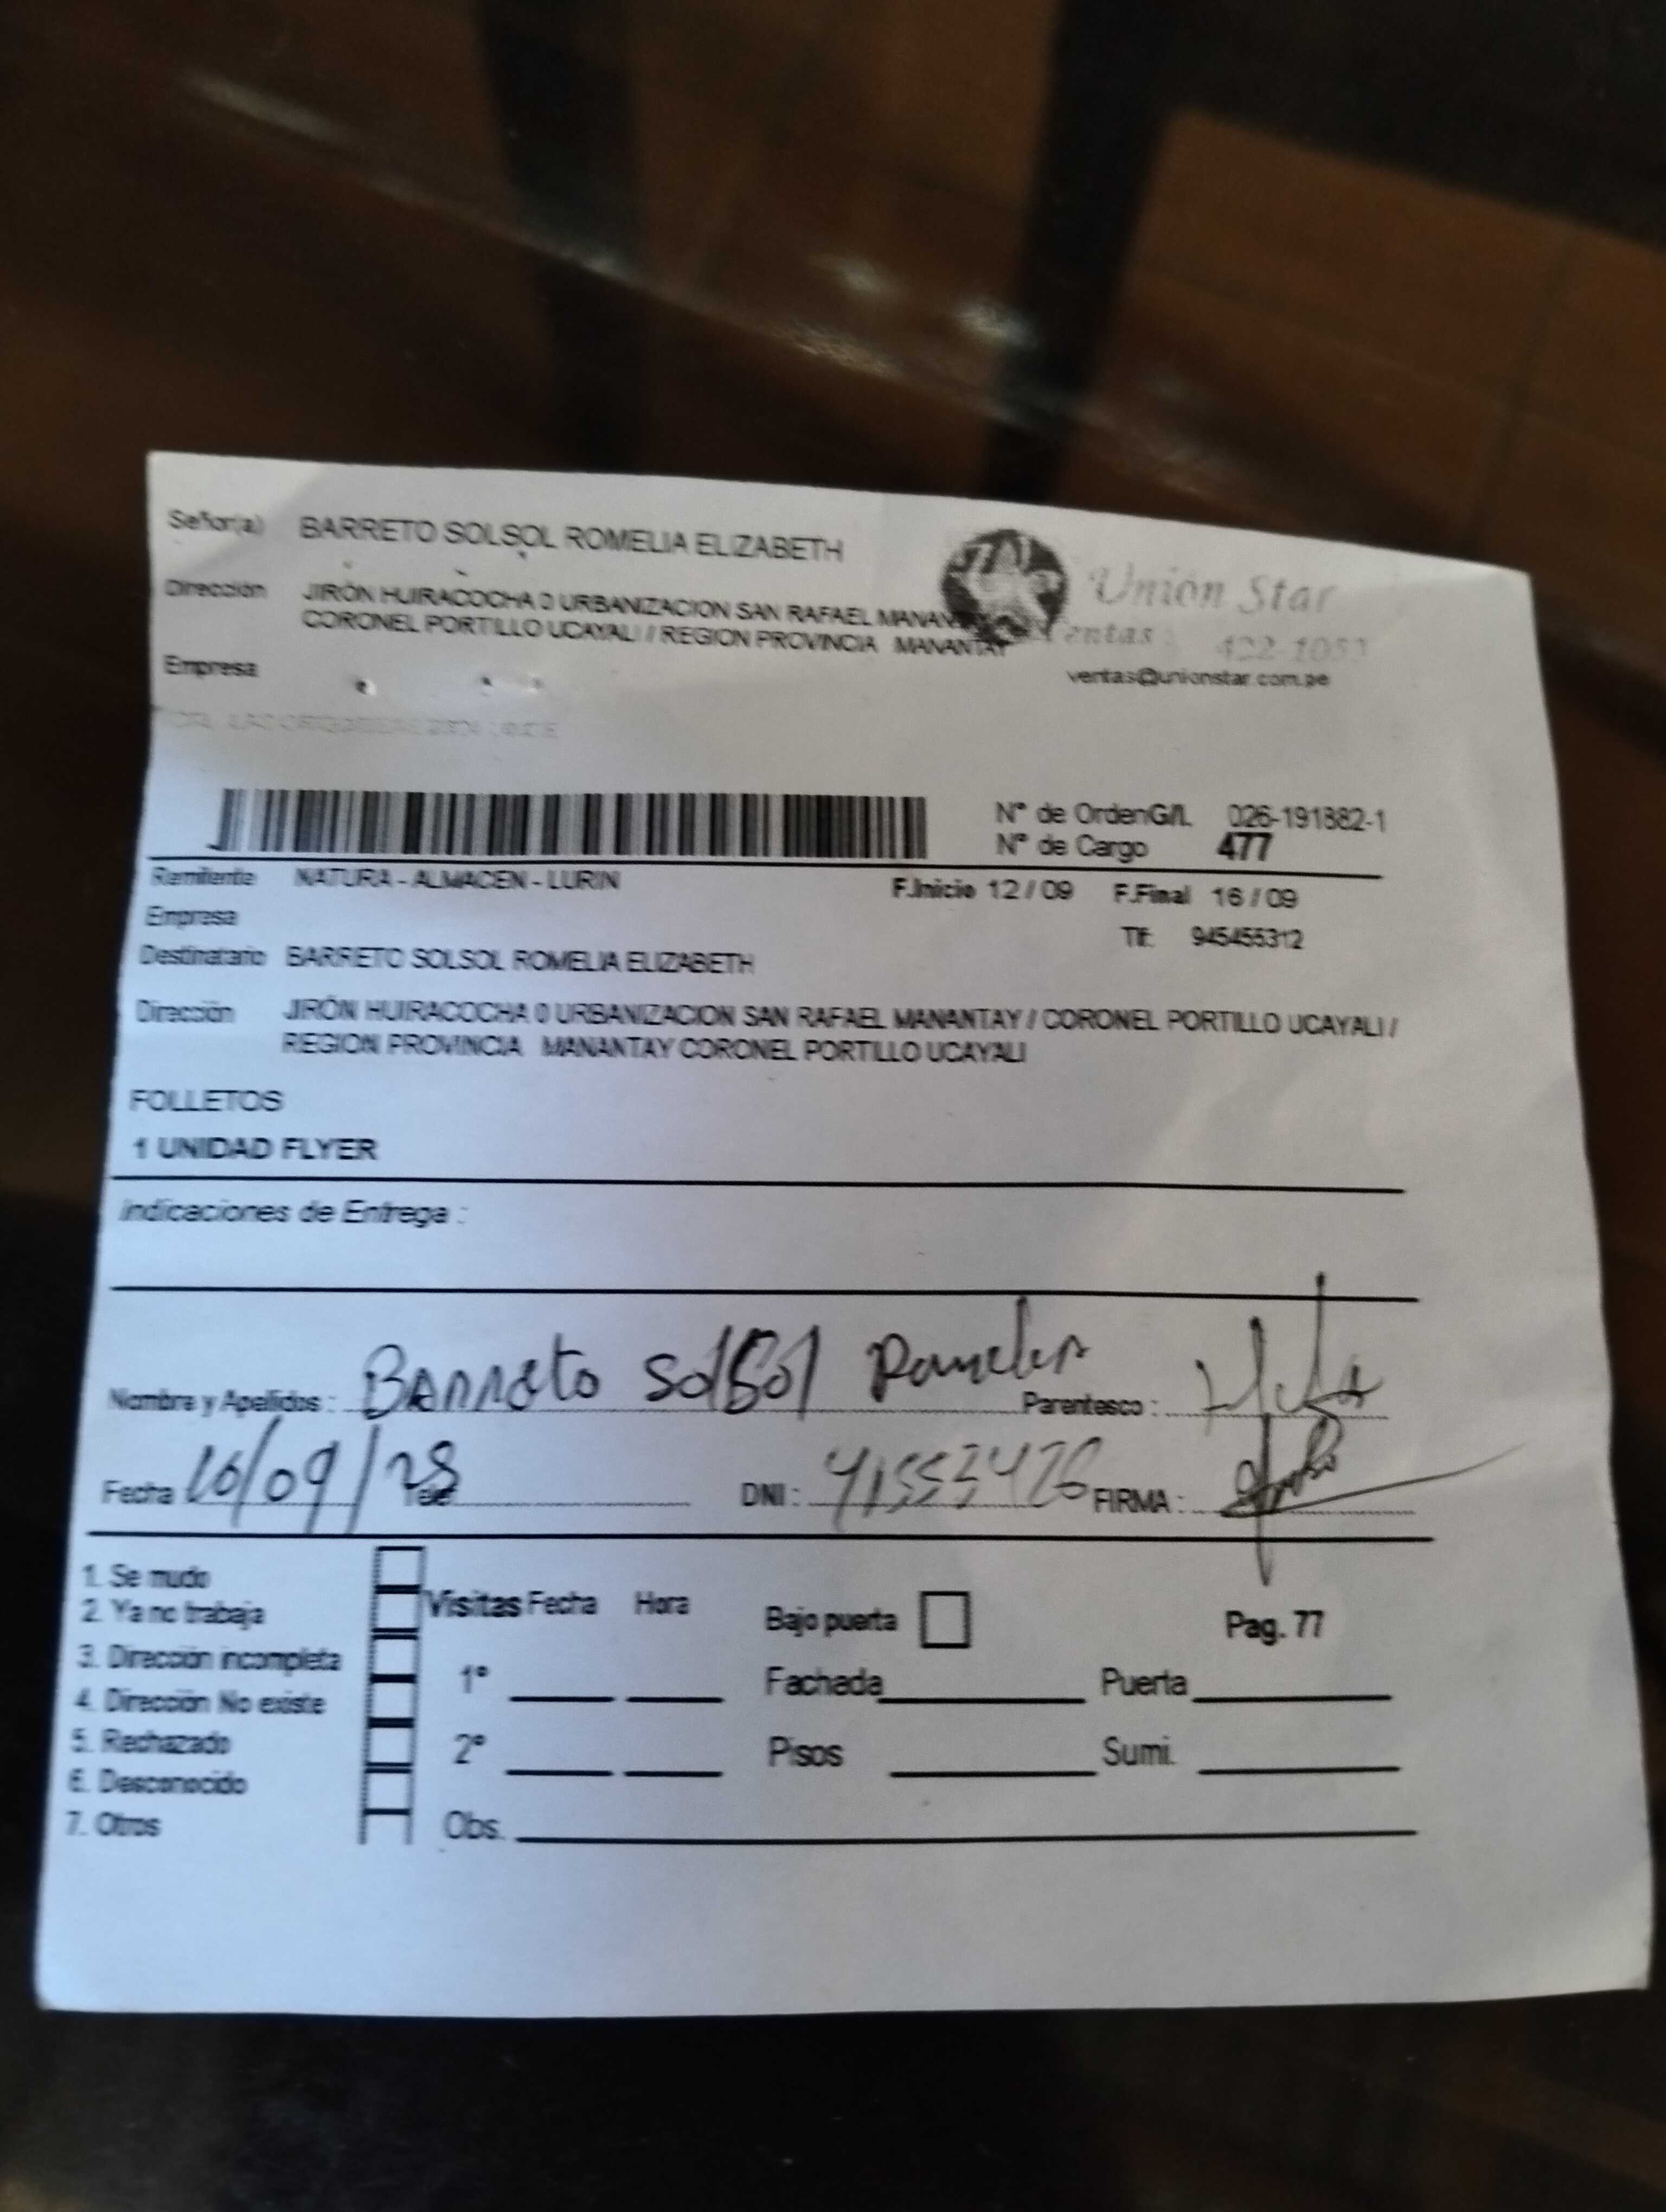 Señor(a) BARRETO SOLSOL ROMELIA ELIZABETH
Unión Star
Dirección JIRÓN HUIRACOCHA 0 URBANIZACION SAN RAFAEL
CORONEL PORTILLO UCAYALI / REGION PROVINCIA MANANTAY
Ventas : 422-1053
Empresa
ventas@unionstar.com.pe
N° de OrdenG/L 026-191882-1
N° de Cargo 477
Remitente NATURA - ALMACEN - LURIN F.Inicio 12 / 09 F.Final 16 / 09
Empresa
Tlf: 945455312
Destinatario BARRETO SOLSOL ROMELIA ELIZABETH
Dirección JIRÓN HUIRACOCHA 0 URBANIZACION SAN RAFAEL MANANTAY / CORONEL PORTILLO UCAYALI /
REGION PROVINCIA MANANTAY CORONEL PORTILLO UCAYALI
FOLLETOS
1 UNIDAD FLYER
Indicaciones de Entrega :
Nombre y Apellidos : Barreto Solsol Parentesco :
Fecha /09/ DNI : FIRMA :
1. Se mudo
2. Ya no trabaja
3. Dirección incompleta
4. Dirección No existe
5. Rechazado
6. Desconocido
7. Otros
Visitas Fecha Hora Bajo puerta Pag. 77
1° Fachada Puerta
2° Pisos Sumi.
Obs.